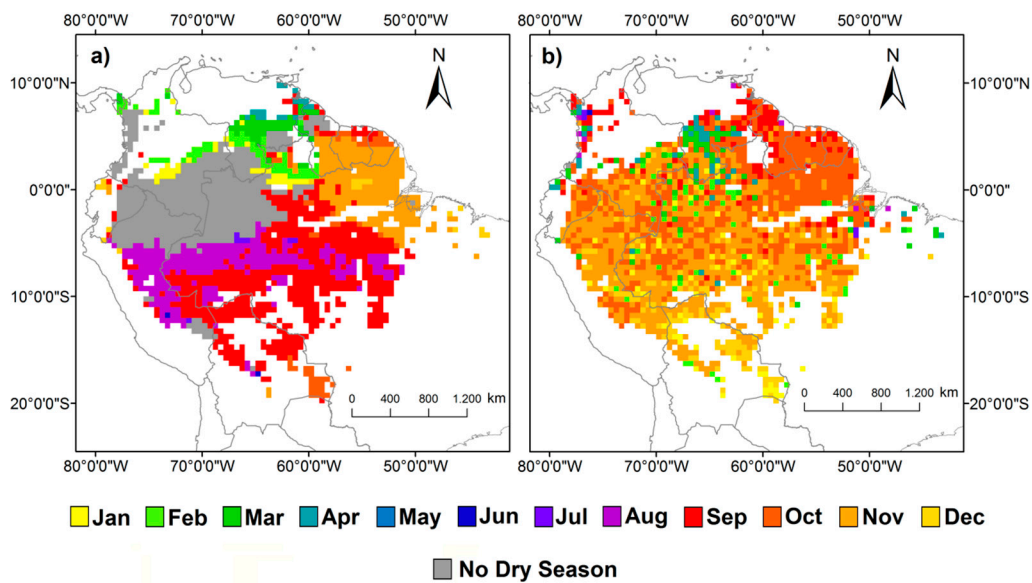 80°0'0"W 70°0'0"W 60°0'0"W 50°0'0"W 80°0'0"W 70°0'0"W 60°0'0"W 50°0'0"W
a) N b) N
10°0'0"N 10°0'0"N
0°0'0" 0°0'0"
10°0'0"S 10°0'0"S
0 400 800 1.200 km 0 400 800 1.200 km
20°0'0"S 20°0'0"S
80°0'0"W 70°0'0"W 60°0'0"W 50°0'0"W 80°0'0"W 70°0'0"W 60°0'0"W 50°0'0"W
Jan Feb Mar Apr May Jun Jul Aug Sep Oct Nov Dec
No Dry Season